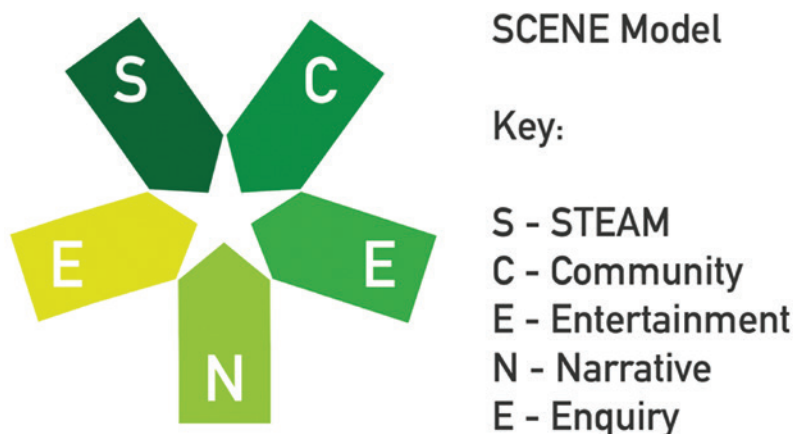 S
C
E
N
E
SCENE Model
Key:
S - STEAM
C - Community
E - Entertainment
N - Narrative
E - Enquiry